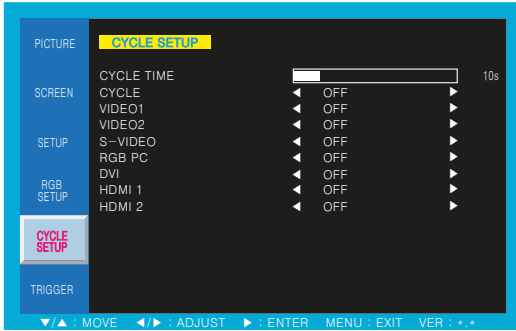 PICTURE
SCREEN
SETUP
RGB
SETUP
CYCLE
SETUP
TRIGGER
CYCLE SETUP
CYCLE TIME 10s
CYCLE ◀ OFF ▶
VIDEO1 ◀ OFF ▶
VIDEO2 ◀ OFF ▶
S-VIDEO ◀ OFF ▶
RGB PC ◀ OFF ▶
DVI ◀ OFF ▶
HDMI 1 ◀ OFF ▶
HDMI 2 ◀ OFF ▶
▼/▲ : MOVE ◀/▶ : ADJUST ▶ : ENTER MENU : EXIT VER : *.*